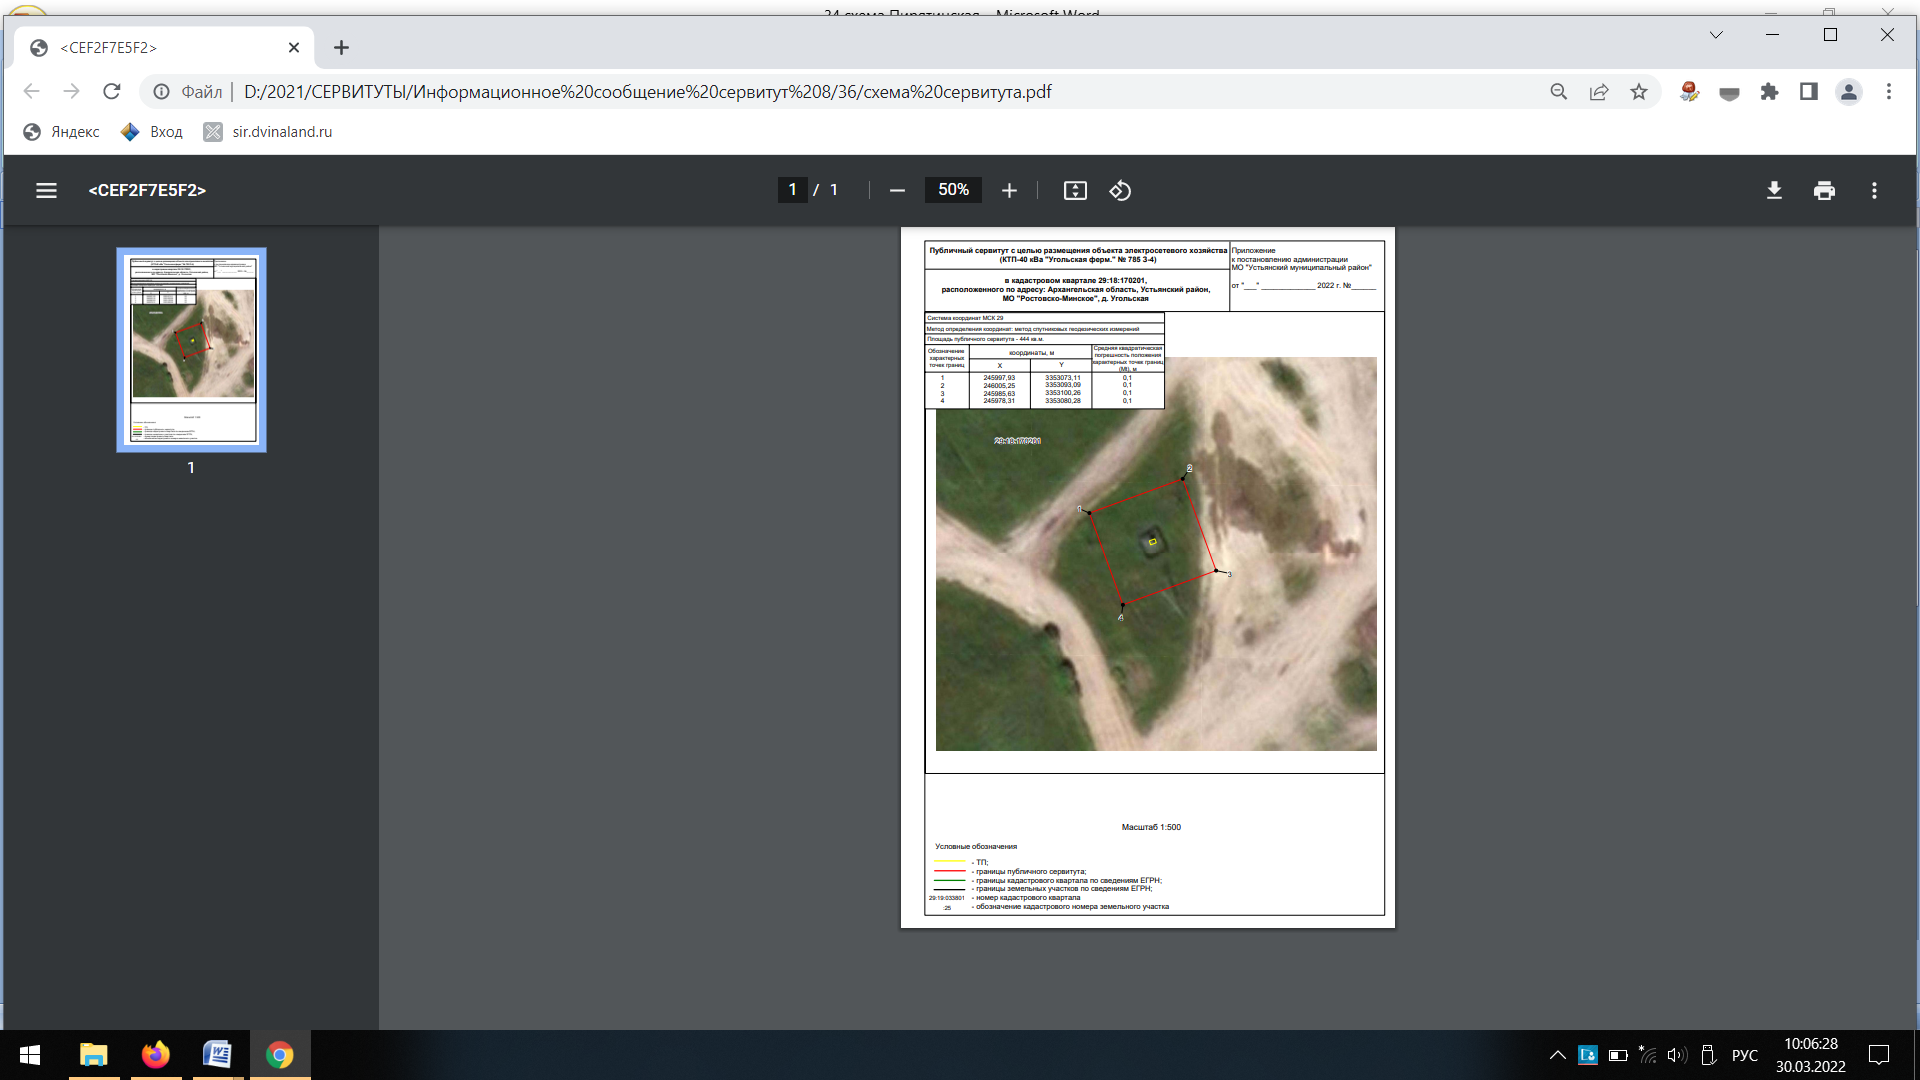 <CEF2F7E5F2>
Файл
D:/2021/СЕРВИТУТЫ/Информационное%20сообщение%20сервитут%208/36/схема%20сервитута.pdf
Яндекс
Вход
sir.dvinaland.ru
<CEF2F7E5F2>
1 / 1
50%
1
Публичный сервитут с целью размещения объекта электросетевого хозяйства
(КТП-40 кВа "Угольская ферм." № 785 З-4)
Приложение
к постановлению администрации
МО "Устьянский муниципальный район"
от "___" _____________ 2022 г. №______
в кадастровом квартале 29:18:170201,
расположенного по адресу: Архангельская область, Устьянский район,
МО "Ростовско-Минское", д. Угольская
Система координат МСК 29
Метод определения координат: метод спутниковых геодезических измерений
Площадь публичного сервитута - 444 кв.м.
Обозначение характерных точек границ
координаты, м
X
Y
Средняя квадратическая погрешность положения характерных точек границ (Mt), м
1 245997,93 3353073,11 0,1
2 246005,25 3353093,09 0,1
3 245985,63 3353100,26 0,1
4 245978,31 3353080,28 0,1
29:18:170201
2
1
3
4
Масштаб 1:500
Условные обозначения
- ТП;
- границы публичного сервитута;
- границы кадастрового квартала по сведениям ЕГРН;
- границы земельных участков по сведениям ЕГРН;
29:19:033801 - номер кадастрового квартала
:25 - обозначение кадастрового номера земельного участка
РУС
10:06:28
30.03.2022